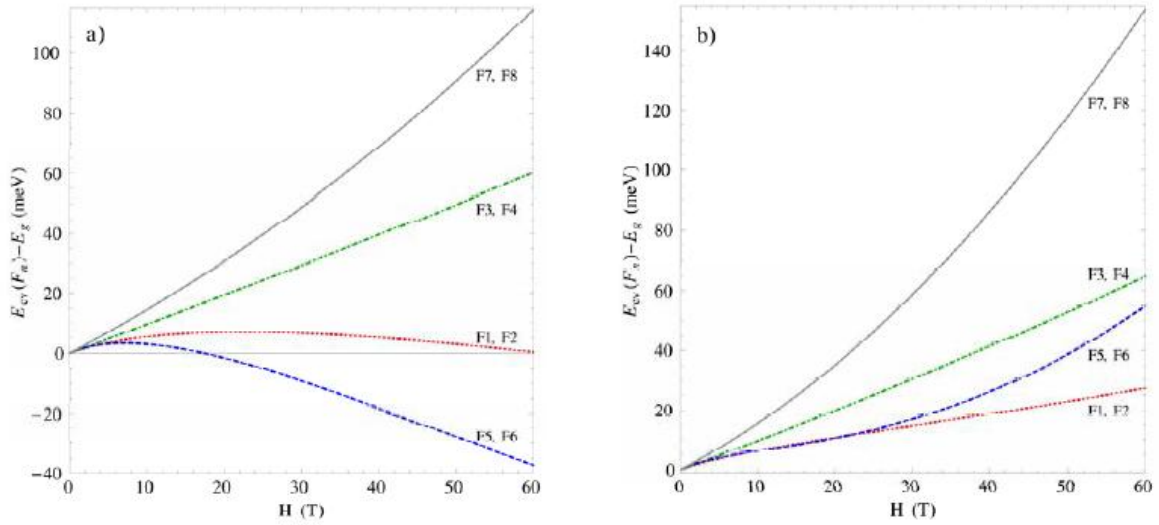 a)
100
80
60
40
20
0
−20
−40
E_cv(F_n)−E_g (meV)
F7, F8
F3, F4
F1, F2
F5, F6
0 10 20 30 40 50 60
H (T)
b)
140
120
100
80
60
40
20
0
E_cv(F_n)−E_g (meV)
F7, F8
F3, F4
F5, F6
F1, F2
0 10 20 30 40 50 60
H (T)